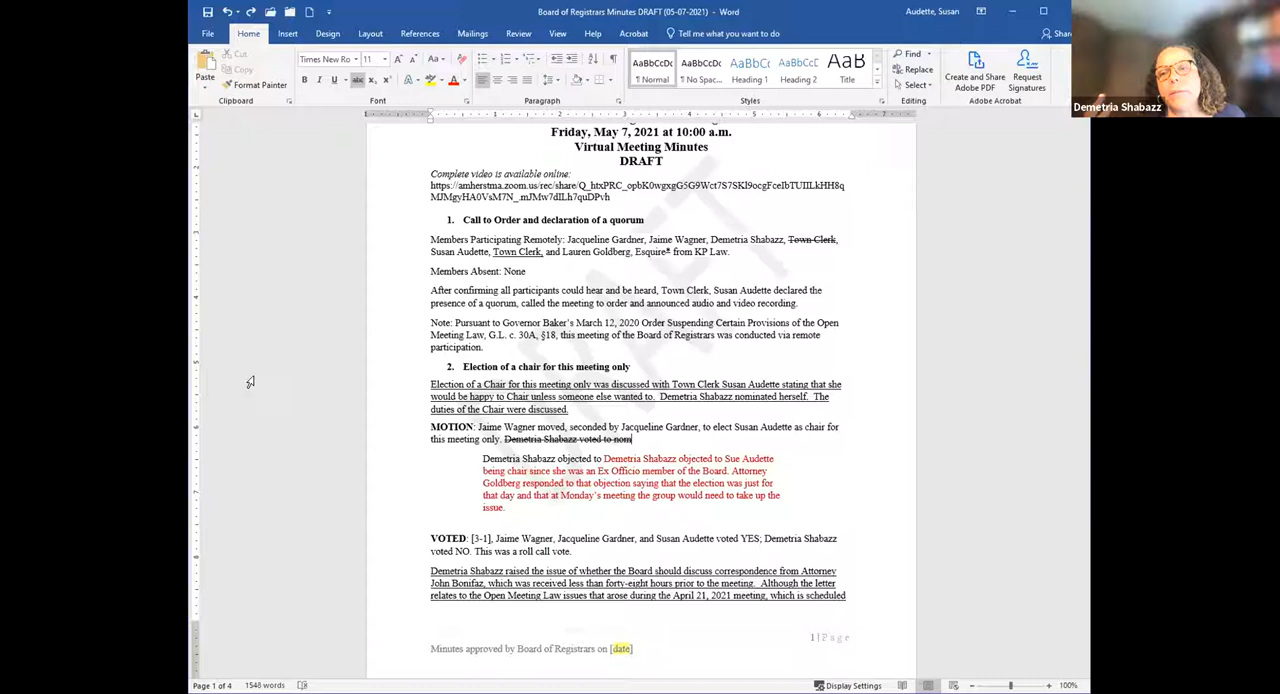 Board of Registrars Minutes DRAFT (05-07-2021) - Word
Audette, Susan
File Home Insert Design Layout References Mailings Review View Help Acrobat Tell me what you want to do
Share
Paste
Cut
Copy
Format Painter
Clipboard
Times New Ro 11
Font
Paragraph
AaBbCcDc AaBbCcDc AaBbCc AaBbCcD AaB
Normal No Spac... Heading 1 Heading 2 Title
Styles
Find
Replace
Select
Editing
Create and Share Adobe PDF
Request Signatures
Adobe Acrobat
Demetria Shabazz
Friday, May 7, 2021 at 10:00 a.m.
Virtual Meeting Minutes
DRAFT
Complete video is available online:
1. Call to Order and declaration of a quorum
Members Participating Remotely: Jacqueline Gardner, Jaime Wagner, Demetria Shabazz, Town Clerk,
Susan Audette, Town Clerk, and Lauren Goldberg, Esquire* from KP Law.
Members Absent: None
After confirming all participants could hear and be heard, Town Clerk, Susan Audette declared the
presence of a quorum, called the meeting to order and announced audio and video recording.
Note: Pursuant to Governor Baker's March 12, 2020 Order Suspending Certain Provisions of the Open
Meeting Law, G.L. c. 30A, §18, this meeting of the Board of Registrars was conducted via remote
participation.
2. Election of a chair for this meeting only
Election of a Chair for this meeting only was discussed with Town Clerk Susan Audette stating that she
would be happy to Chair unless someone else wanted to. Demetria Shabazz nominated herself. The
duties of the Chair were discussed.
MOTION: Jaime Wagner moved, seconded by Jacqueline Gardner, to elect Susan Audette as chair for
this meeting only. Demetria Shabazz voted to nom
Demetria Shabazz objected to Demetria Shabazz objected to Sue Audette
being chair since she was an Ex Officio member of the Board. Attorney
Goldberg responded to that objection saying that the election was just for
that day and that at Monday's meeting the group would need to take up the
issue.
VOTED: [3-1], Jaime Wagner, Jacqueline Gardner, and Susan Audette voted YES; Demetria Shabazz
voted NO. This was a roll call vote.
Demetria Shabazz raised the issue of whether the Board should discuss correspondence from Attorney
John Bonifaz, which was received less than forty-eight hours prior to the meeting. Although the letter
relates to the Open Meeting Law issues that arose during the April 21, 2021 meeting, which is scheduled
1 | Page
Minutes approved by Board of Registrars on [date]
DRAFT
Page 1 of 4 1548 words
Display Settings
100%